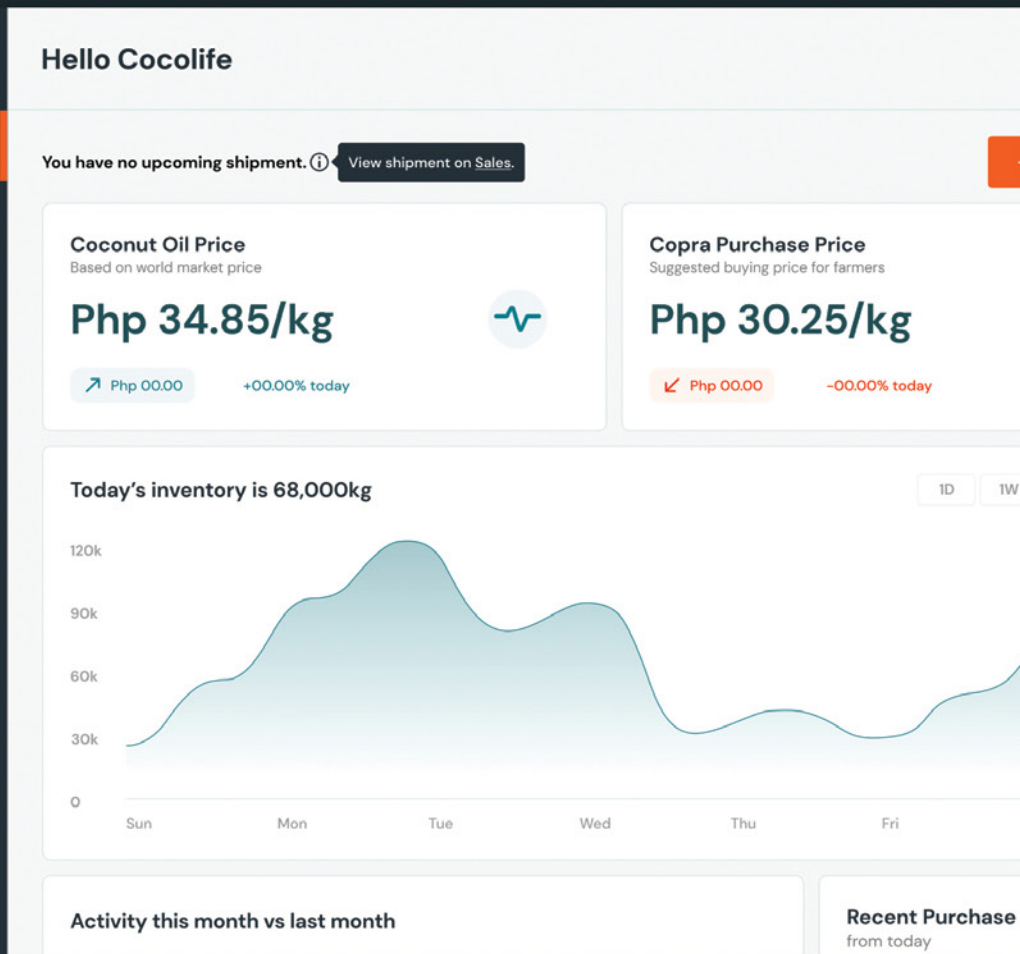 Hello Cocolife
You have no upcoming shipment.
View shipment on Sales.
Coconut Oil Price
Based on world market price
Php 34.85/kg
Php 00.00
+00.00% today
Copra Purchase Price
Suggested buying price for farmers
Php 30.25/kg
Php 00.00
-00.00% today
Today's inventory is 68,000kg
1D
1W
120k
90k
60k
30k
0
Sun
Mon
Tue
Wed
Thu
Fri
Activity this month vs last month
Recent Purchase
from today